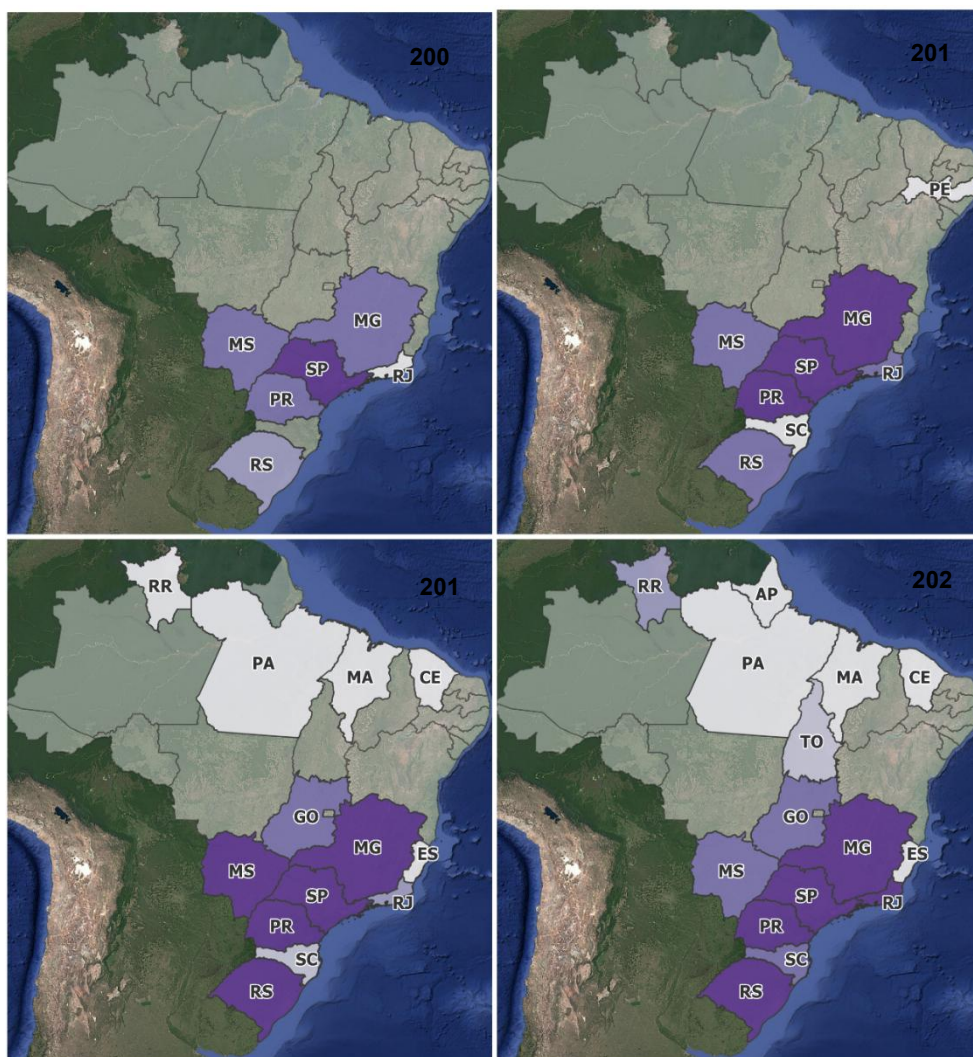 200
MG
MS
SP
RJ
PR
RS
201
PE
MG
MS
SP
RJ
PR
SC
RS
201
RR
PA
MA
CE
GO
MG
ES
MS
SP
RJ
PR
SC
RS
202
RR
AP
PA
MA
CE
TO
GO
MG
ES
MS
SP
RJ
PR
SC
RS